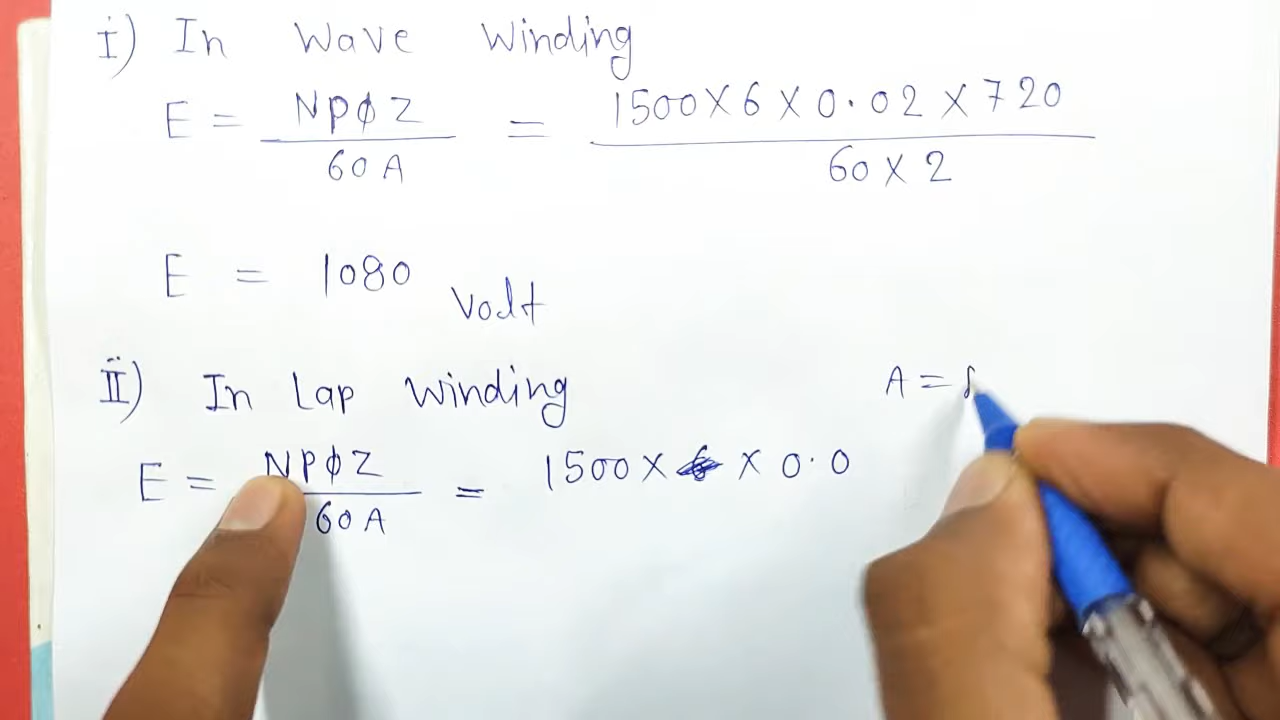 i) In Wave Winding
E = NPϕZ / 60 A = 1500 X 6 X 0.02 X 720 / 60 X 2
E = 1080 Volt
ii) In Lap Winding A =
E = NPϕZ / 60 A = 1500 X X 0.0